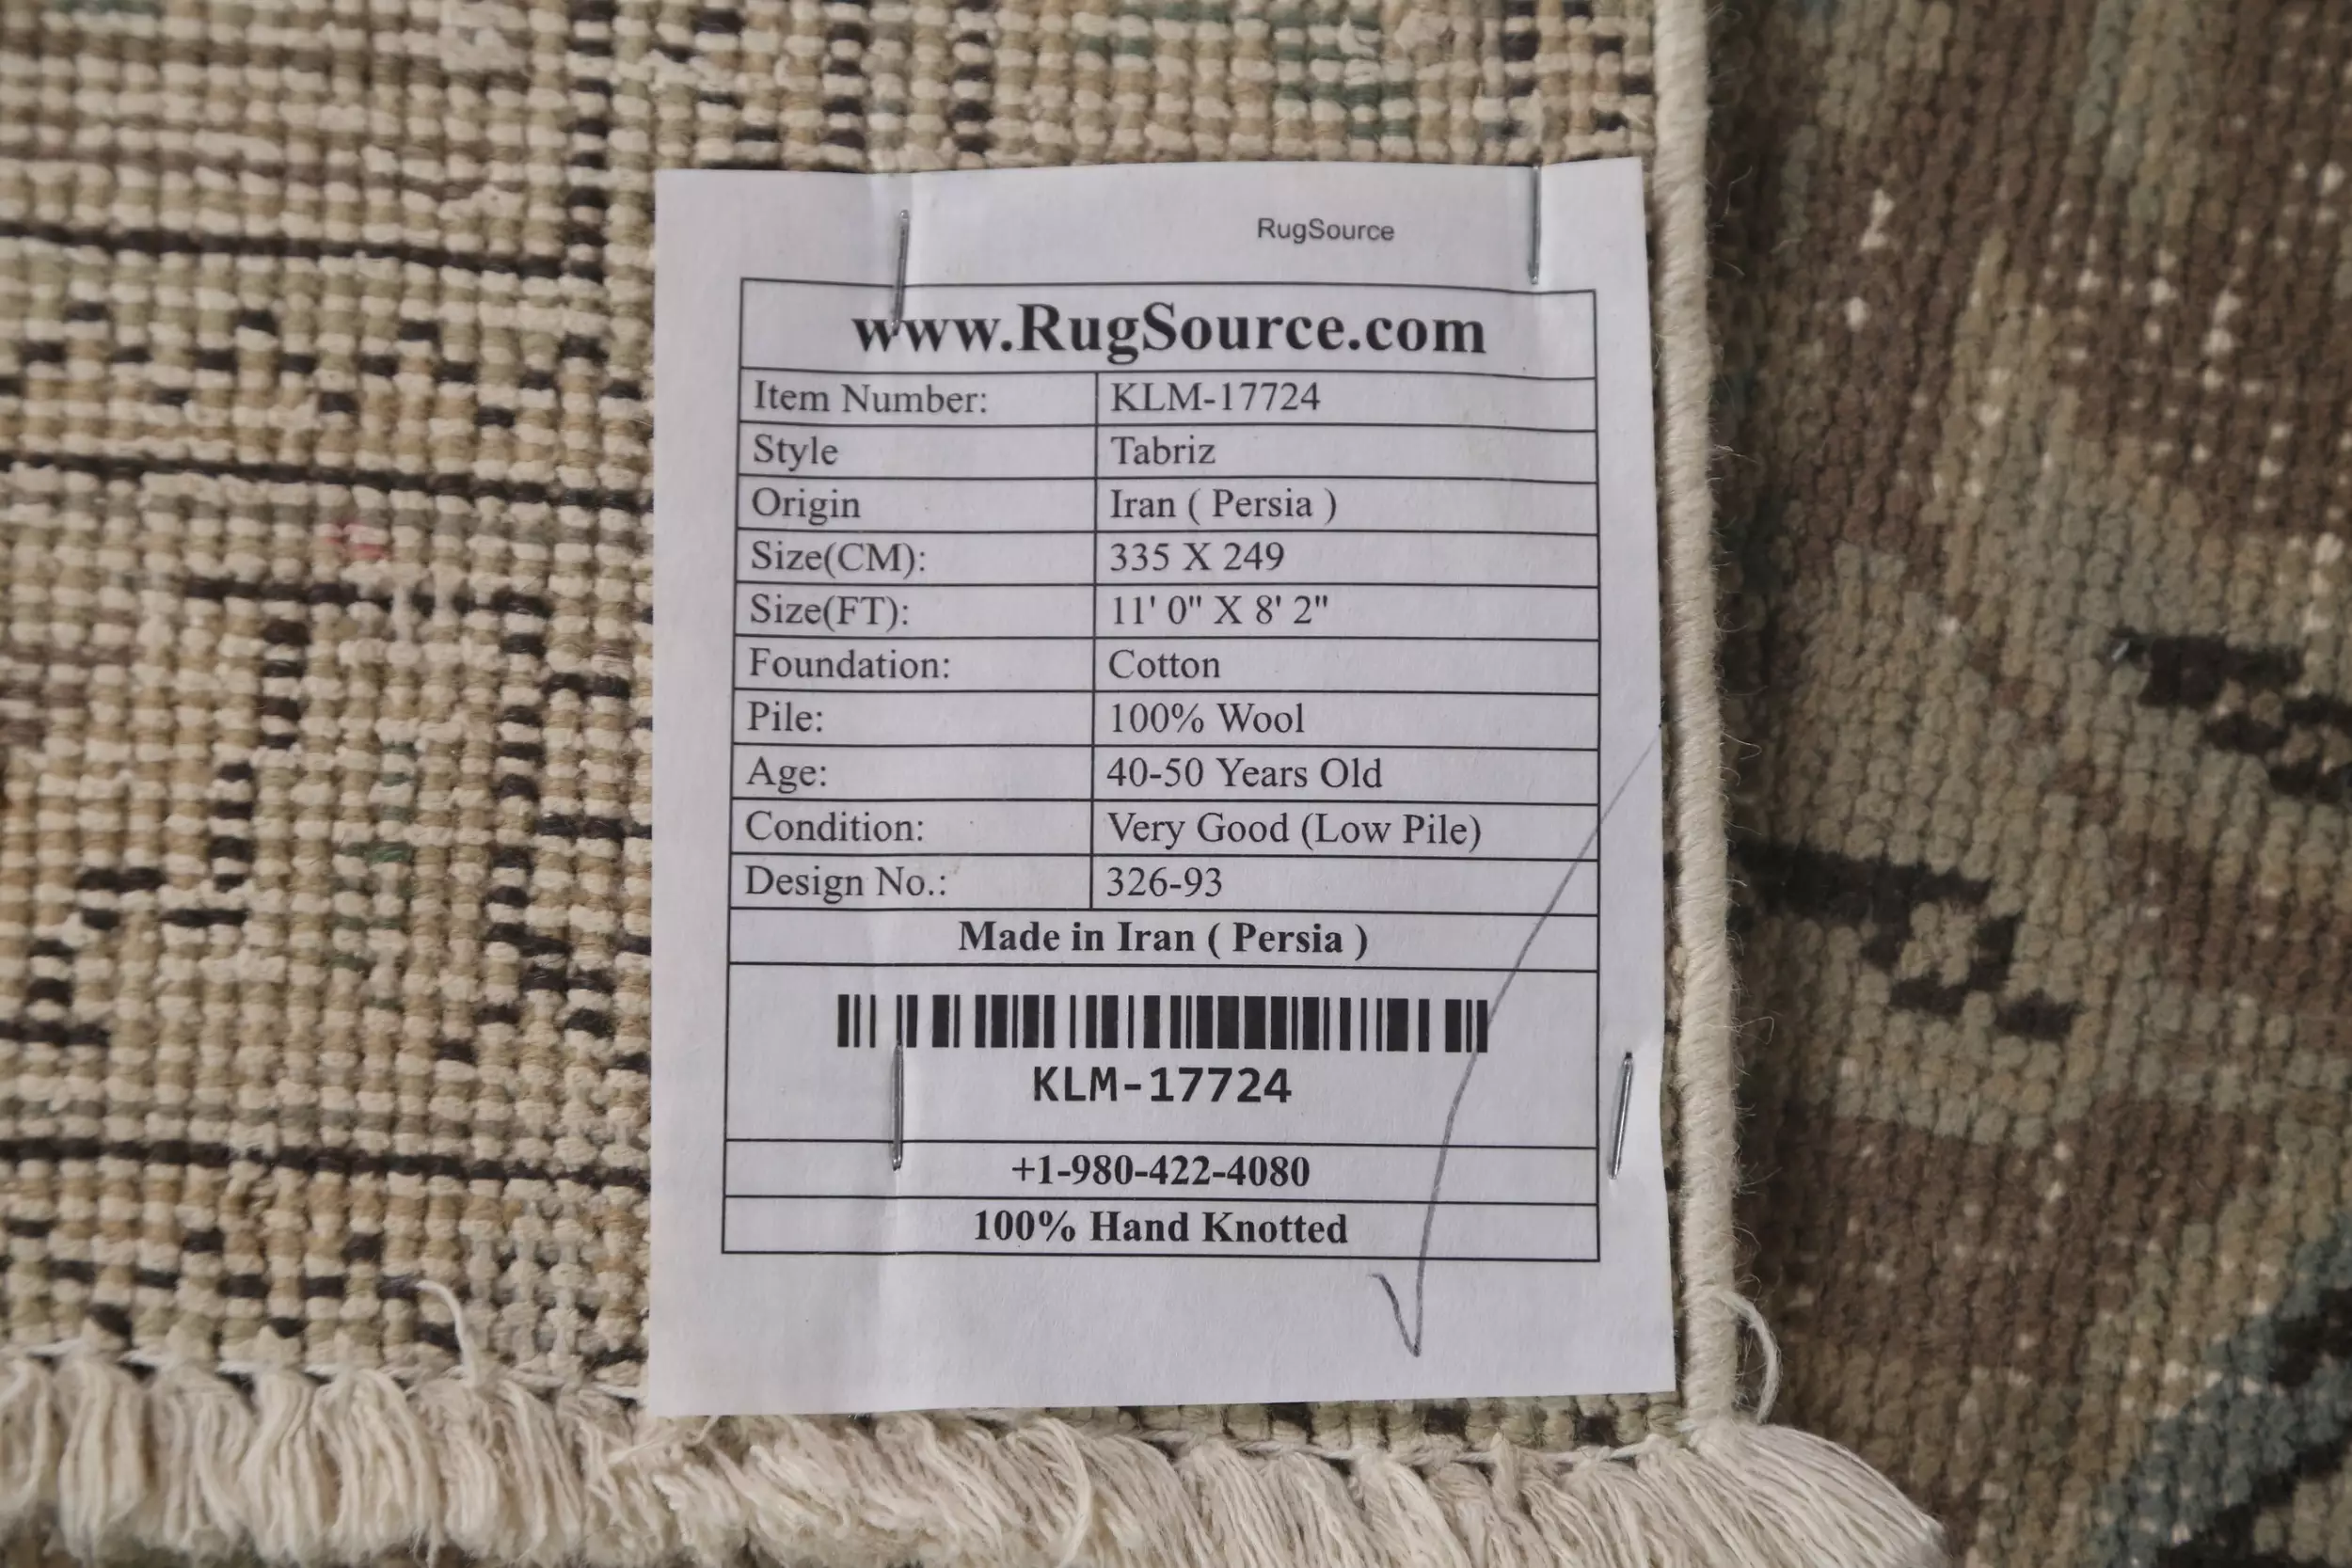 RugSource
www.RugSource.com
Item Number: KLM-17724
Style Tabriz
Origin Iran ( Persia )
Size(CM): 335 X 249
Size(FT): 11' 0" X 8' 2"
Foundation: Cotton
Pile: 100% Wool
Age: 40-50 Years Old
Condition: Very Good (Low Pile)
Design No.: 326-93
Made in Iran ( Persia )
KLM-17724
+1-980-422-4080
100% Hand Knotted